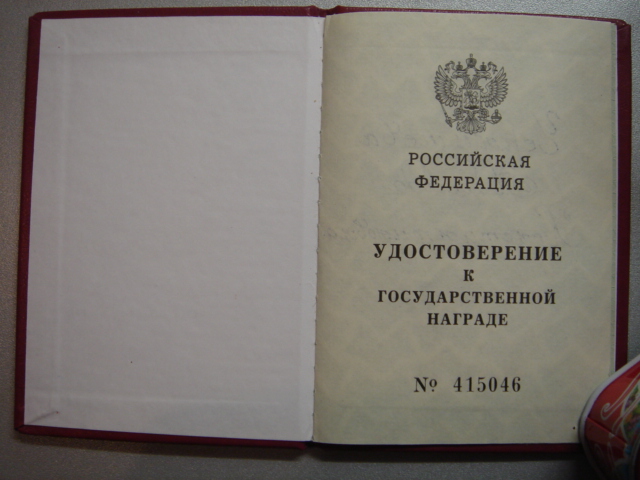 РОССИЙСКАЯ
ФЕДЕРАЦИЯ
УДОСТОВЕРЕНИЕ
К
ГОСУДАРСТВЕННОЙ
НАГРАДЕ
№ 415046